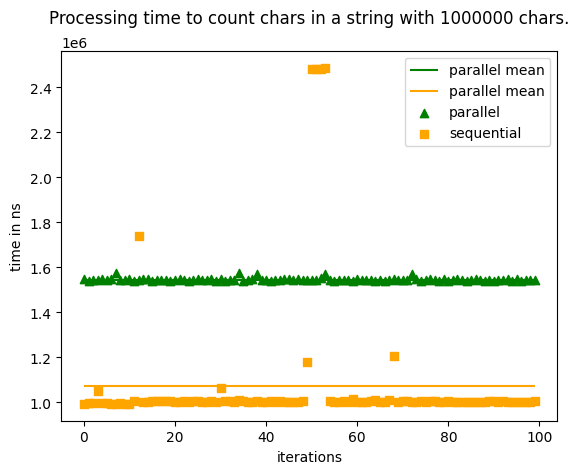 Processing time to count chars in a string with 1000000 chars.
1e6
2.4
2.2
2.0
1.8
1.6
1.4
1.2
1.0
time in ns
parallel mean
parallel mean
parallel
sequential
0
20
40
60
80
100
iterations